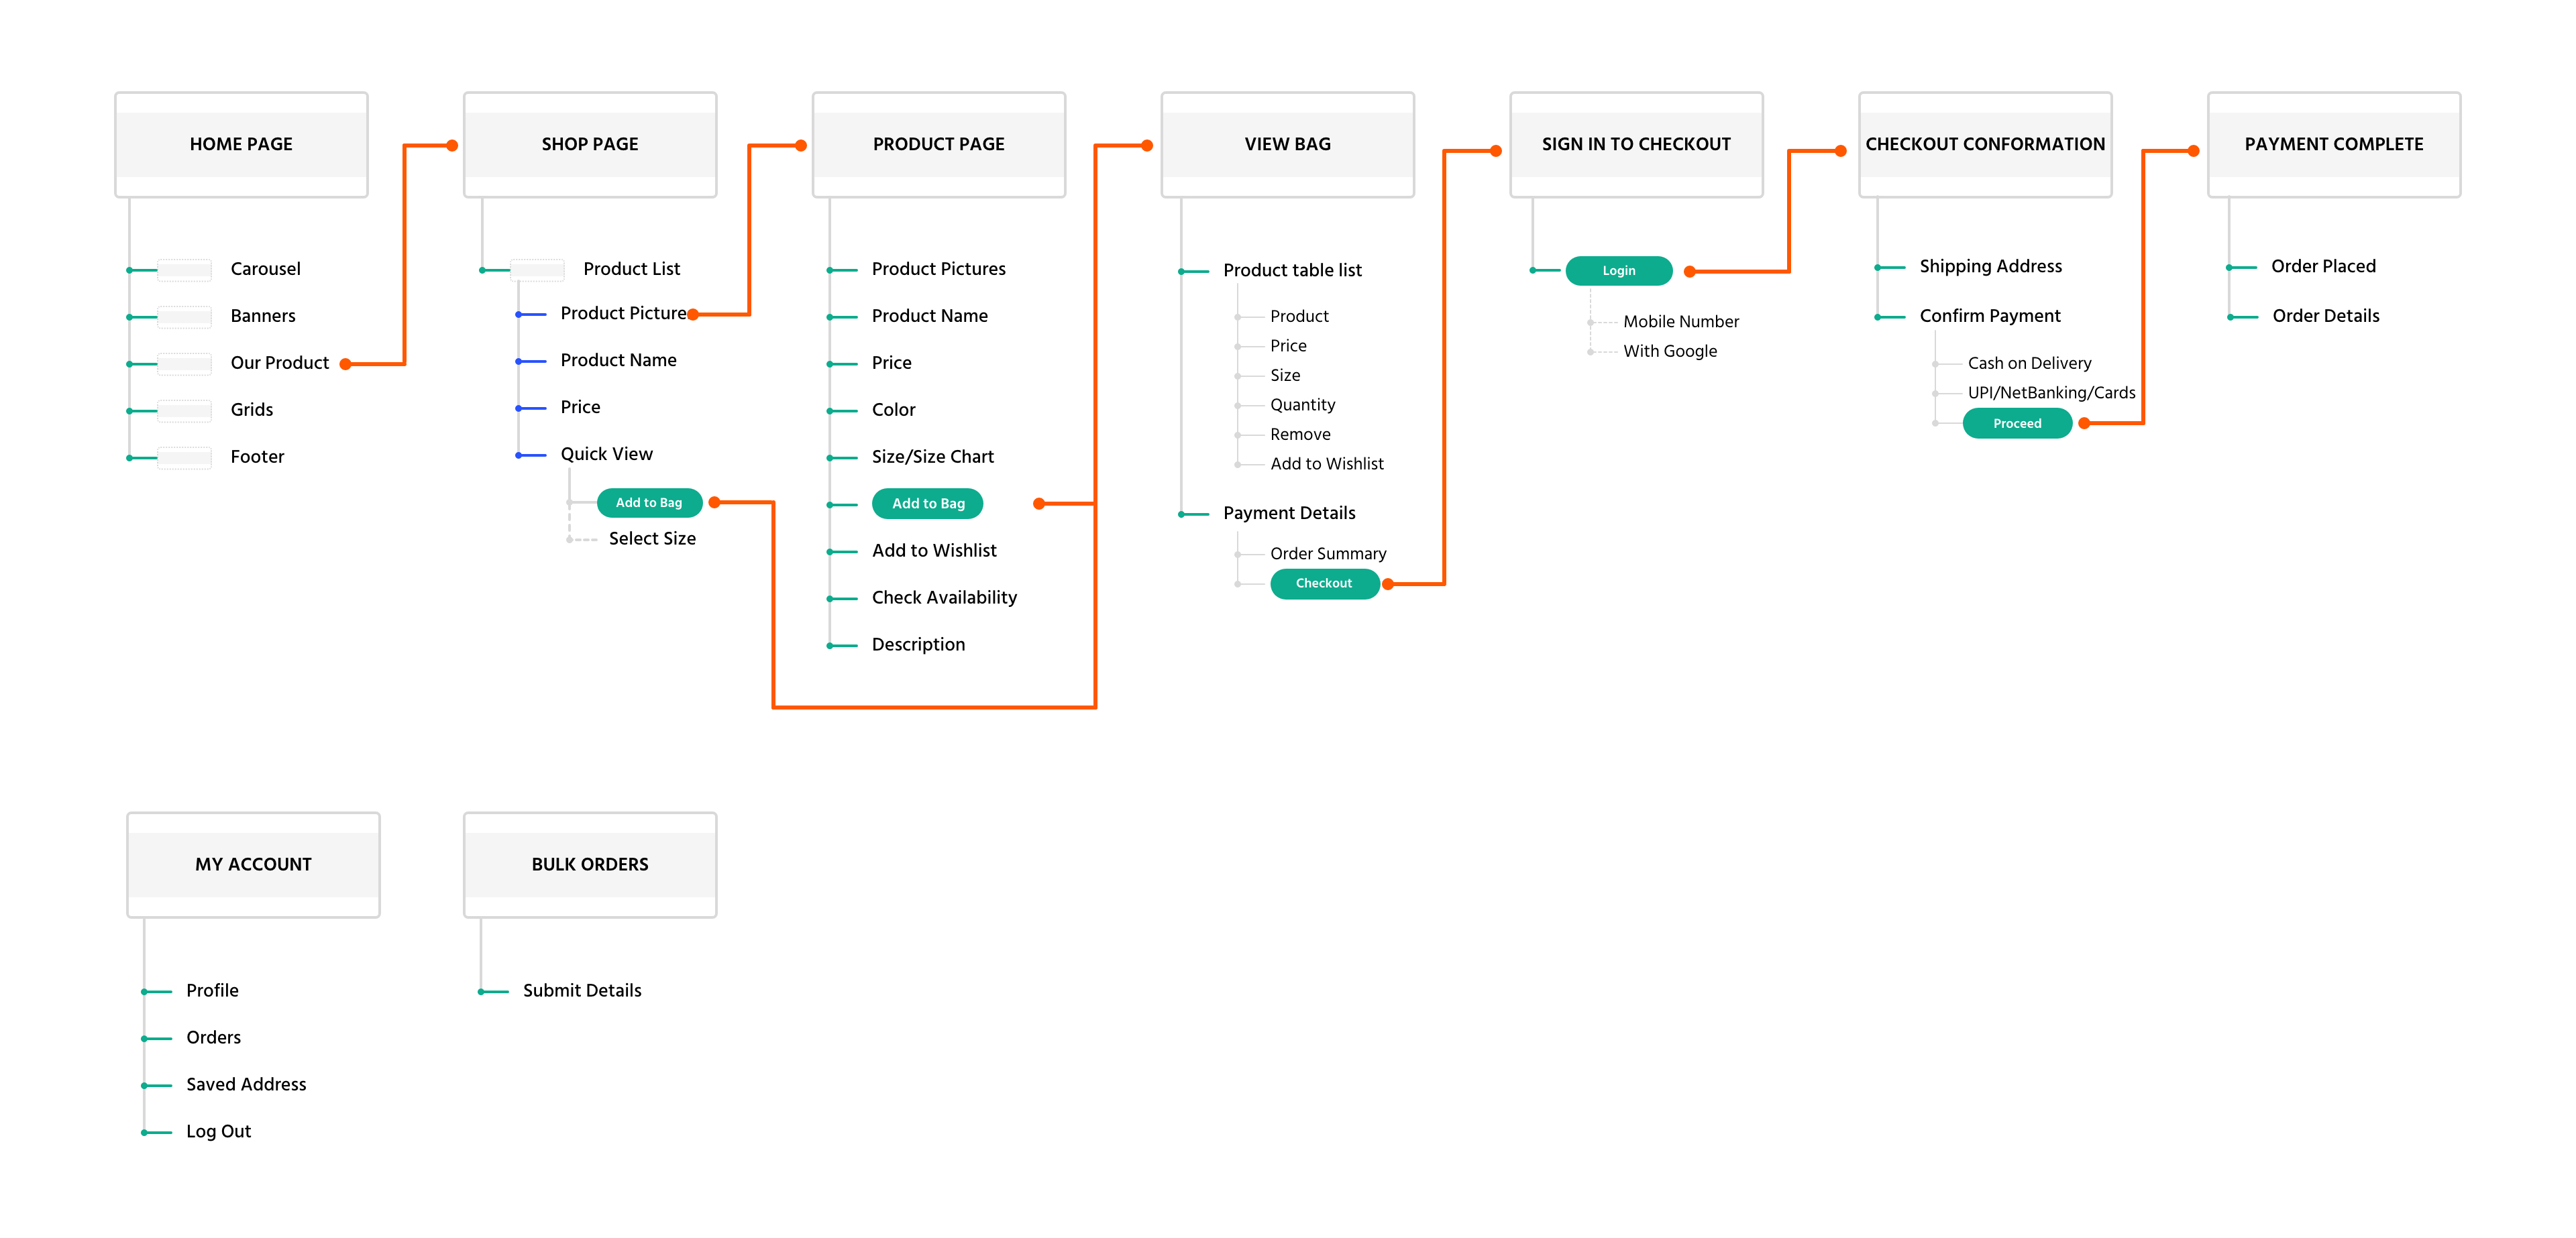 HOME PAGE
Carousel
Banners
Our Product
Grids
Footer
SHOP PAGE
Product List
Product Picture
Product Name
Price
Quick View
Add to Bag
Select Size
PRODUCT PAGE
Product Pictures
Product Name
Price
Color
Size/Size Chart
Add to Bag
Add to Wishlist
Check Availability
Description
VIEW BAG
Product table list
Product
Price
Size
Quantity
Remove
Add to Wishlist
Payment Details
Order Summary
Checkout
SIGN IN TO CHECKOUT
Login
Mobile Number
With Google
CHECKOUT CONFORMATION
Shipping Address
Confirm Payment
Cash on Delivery
UPI/NetBanking/Cards
Proceed
PAYMENT COMPLETE
Order Placed
Order Details
MY ACCOUNT
Profile
Orders
Saved Address
Log Out
BULK ORDERS
Submit Details